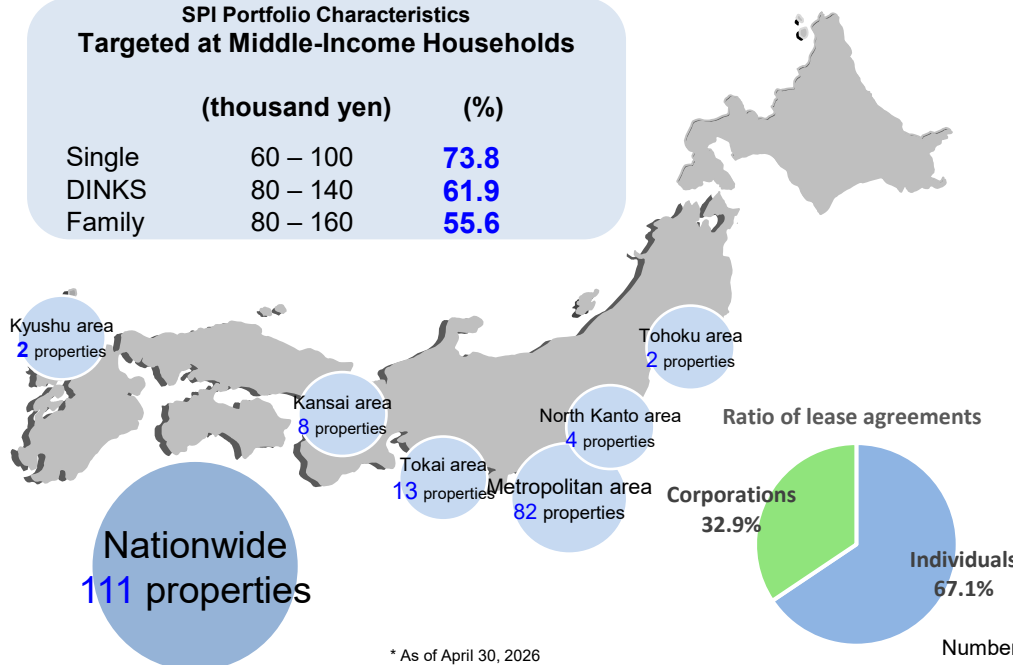 SPI Portfolio Characteristics
Targeted at Middle-Income Households
(thousand yen) (%)
Single 60 – 100 73.8
DINKS 80 – 140 61.9
Family 80 – 160 55.6
Kyushu area
2 properties
Tohoku area
2 properties
Kansai area
8 properties
North Kanto area
4 properties
Tokai area
13 properties
Metropolitan area
82 properties
Nationwide
111 properties
Ratio of lease agreements
Corporations
32.9%
Individuals
67.1%
Number
* As of April 30, 2026